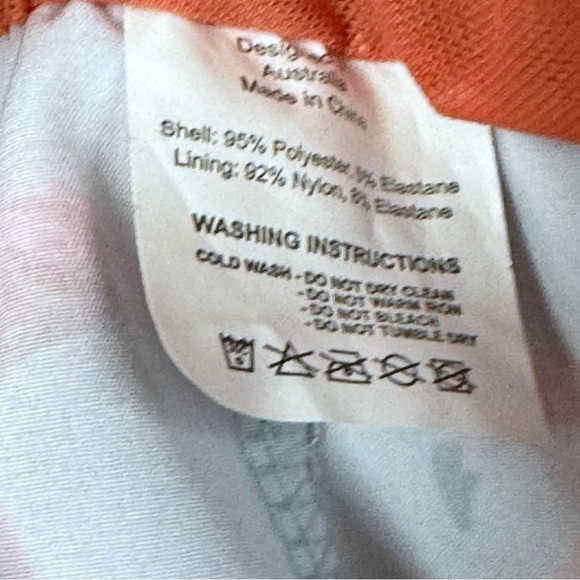 Designed
Australia
Made in China
Shell: 95% Polyester, 5% Elastane
Lining: 92% Nylon, 8% Elastane
WASHING INSTRUCTIONS
COLD WASH - DO NOT DRY CLEAN
- DO NOT WARM IRON
- DO NOT BLEACH
- DO NOT TUMBLE DRY